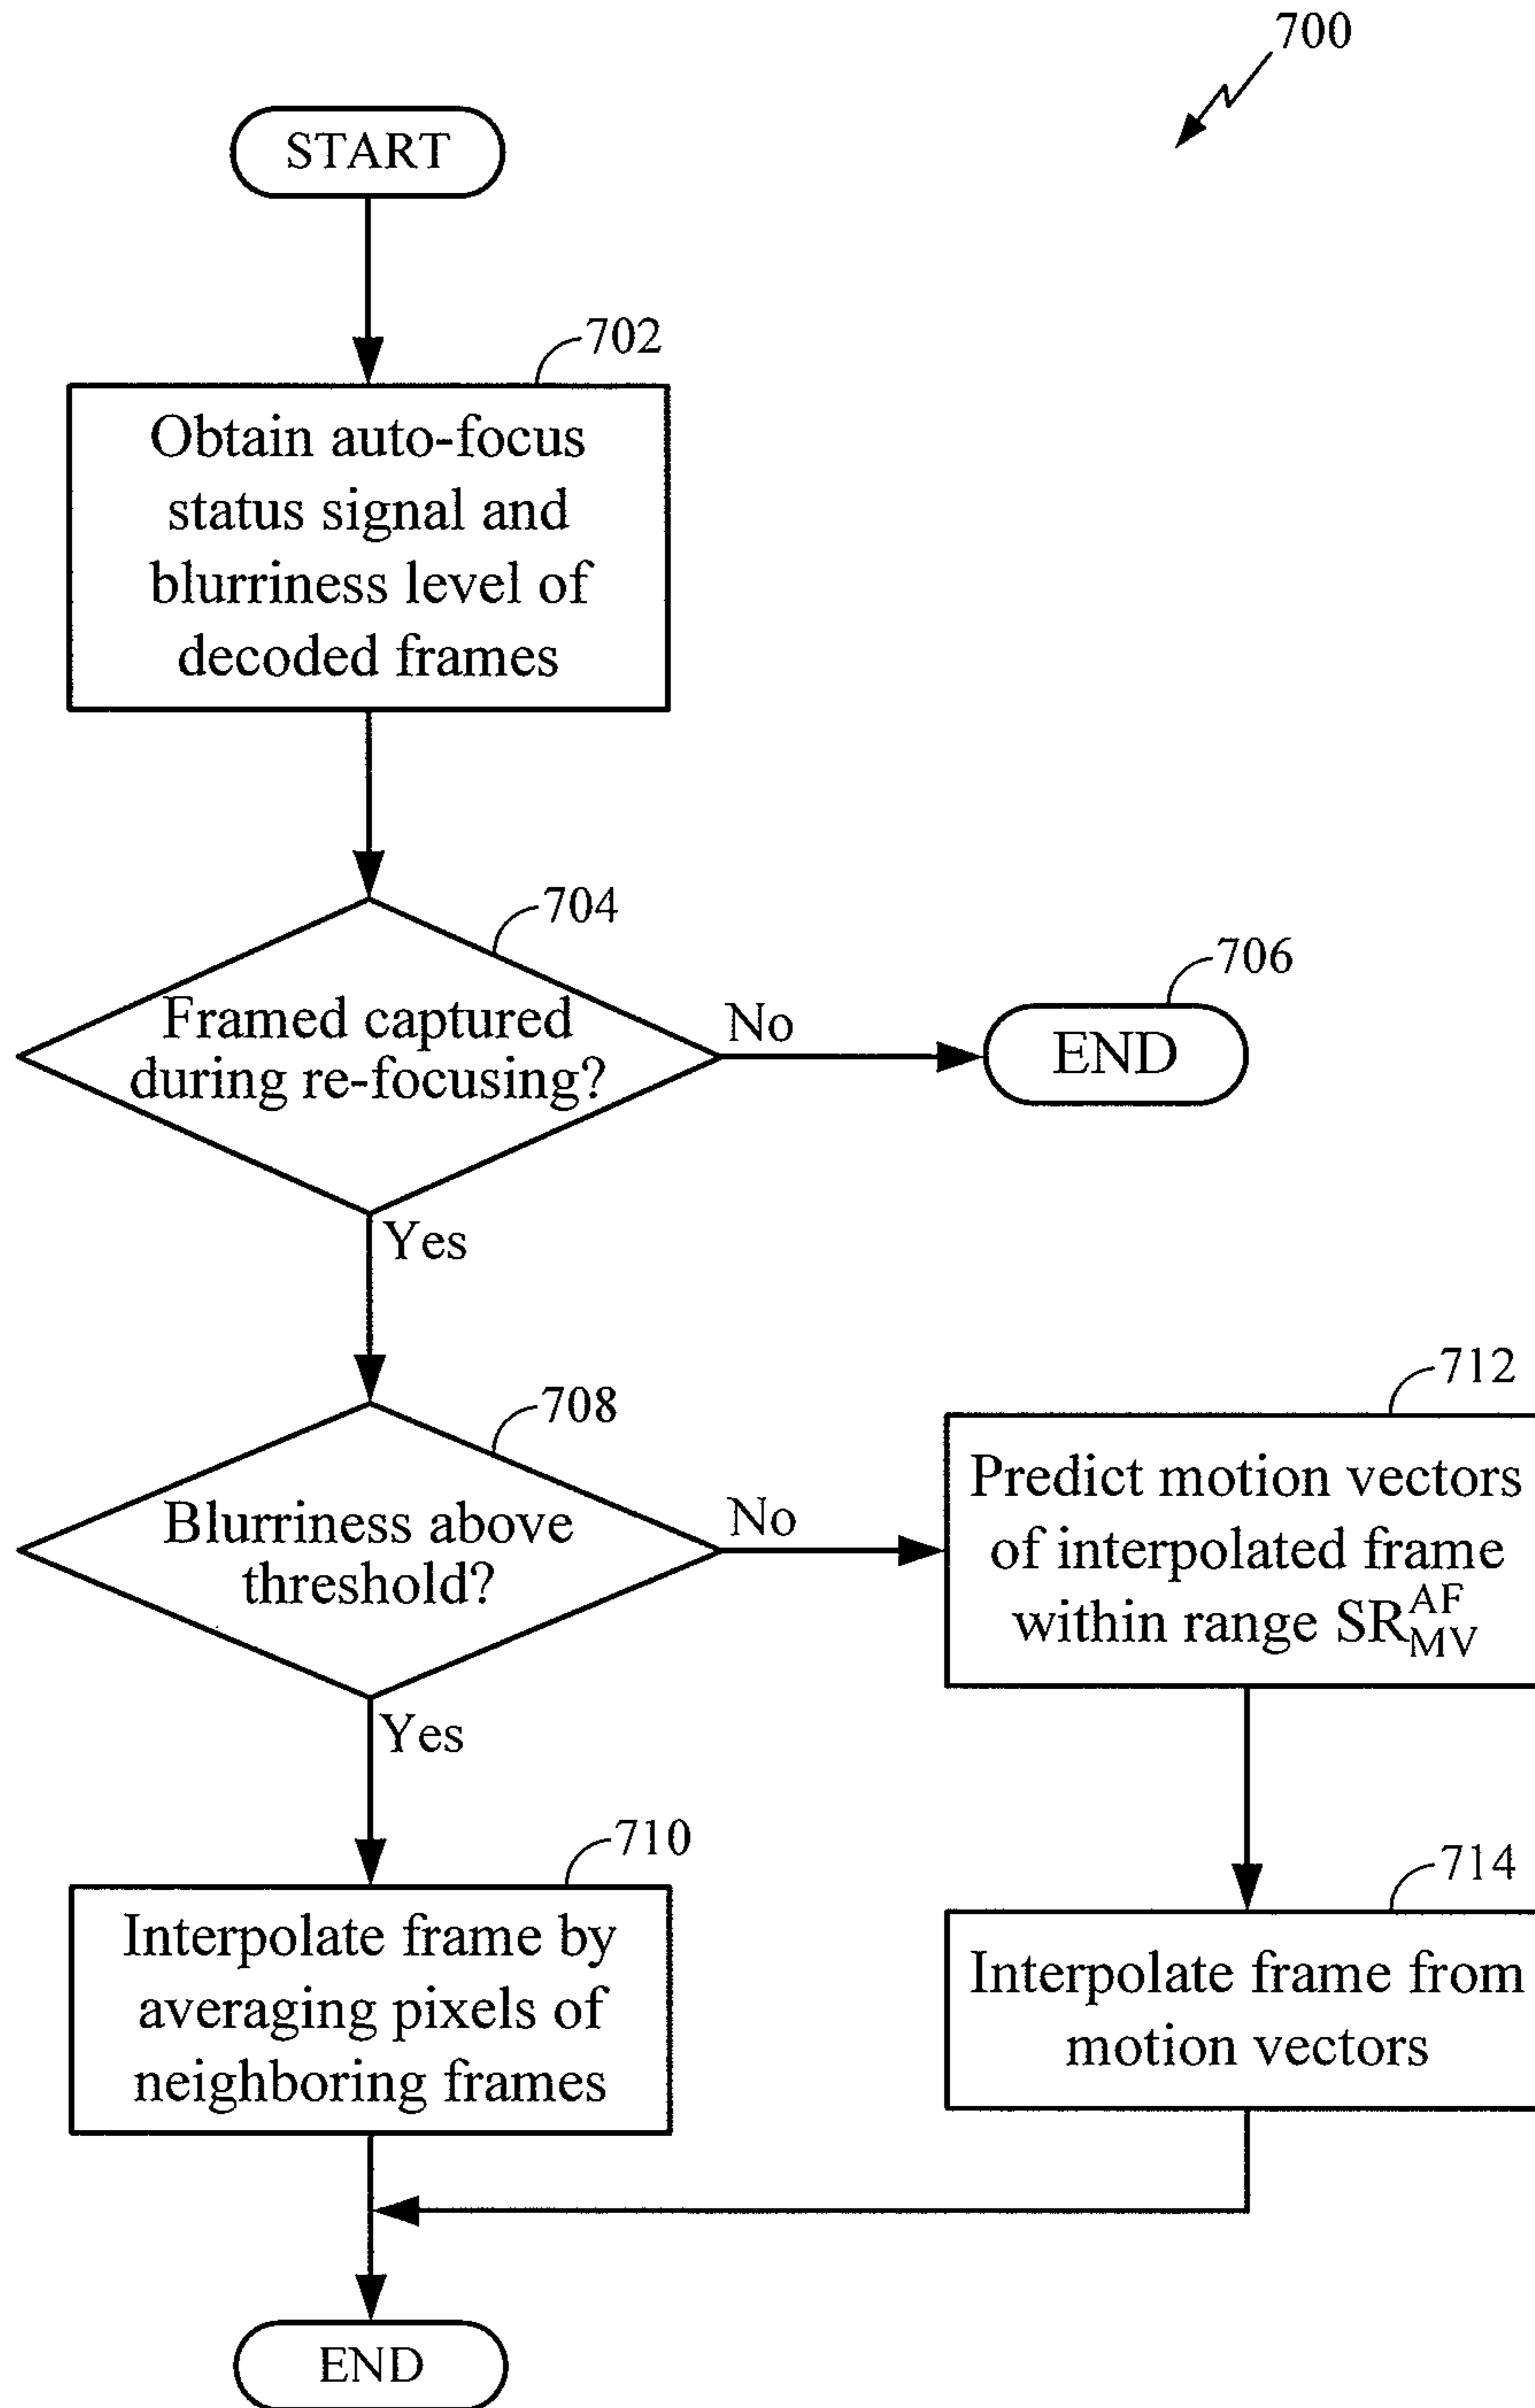 700
START
702
Obtain auto-focus
status signal and
blurriness level of
decoded frames
704
Framed captured
during re-focusing?
No
706
END
Yes
708
Blurriness above
threshold?
No
712
Predict motion vectors
of interpolated frame
within range SR_MV^AF
Yes
710
Interpolate frame by
averaging pixels of
neighboring frames
714
Interpolate frame from
motion vectors
END